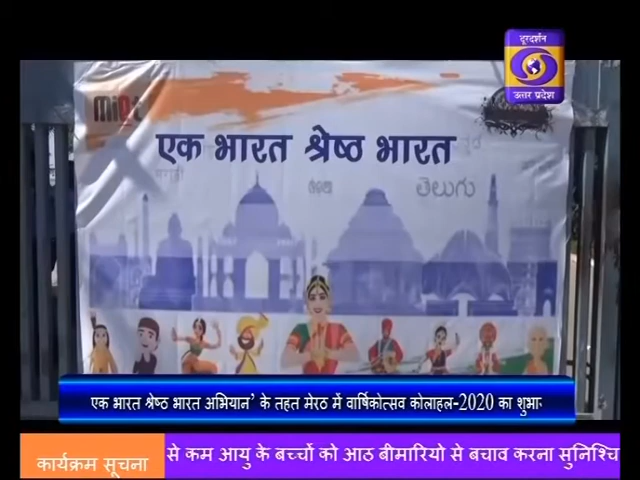 दूरदर्शन
उत्तर प्रदेश
एक भारत श्रेष्ठ भारत
తెలుగు
एक भारत श्रेष्ठ भारत अभियान' के तहत मेरठ में वार्षिकोत्सव कोलाहल-2020 का शुभार
कार्यक्रम सूचना
से कम आयु के बच्चों को आठ बीमारियो से बचाव करना सुनिश्चि